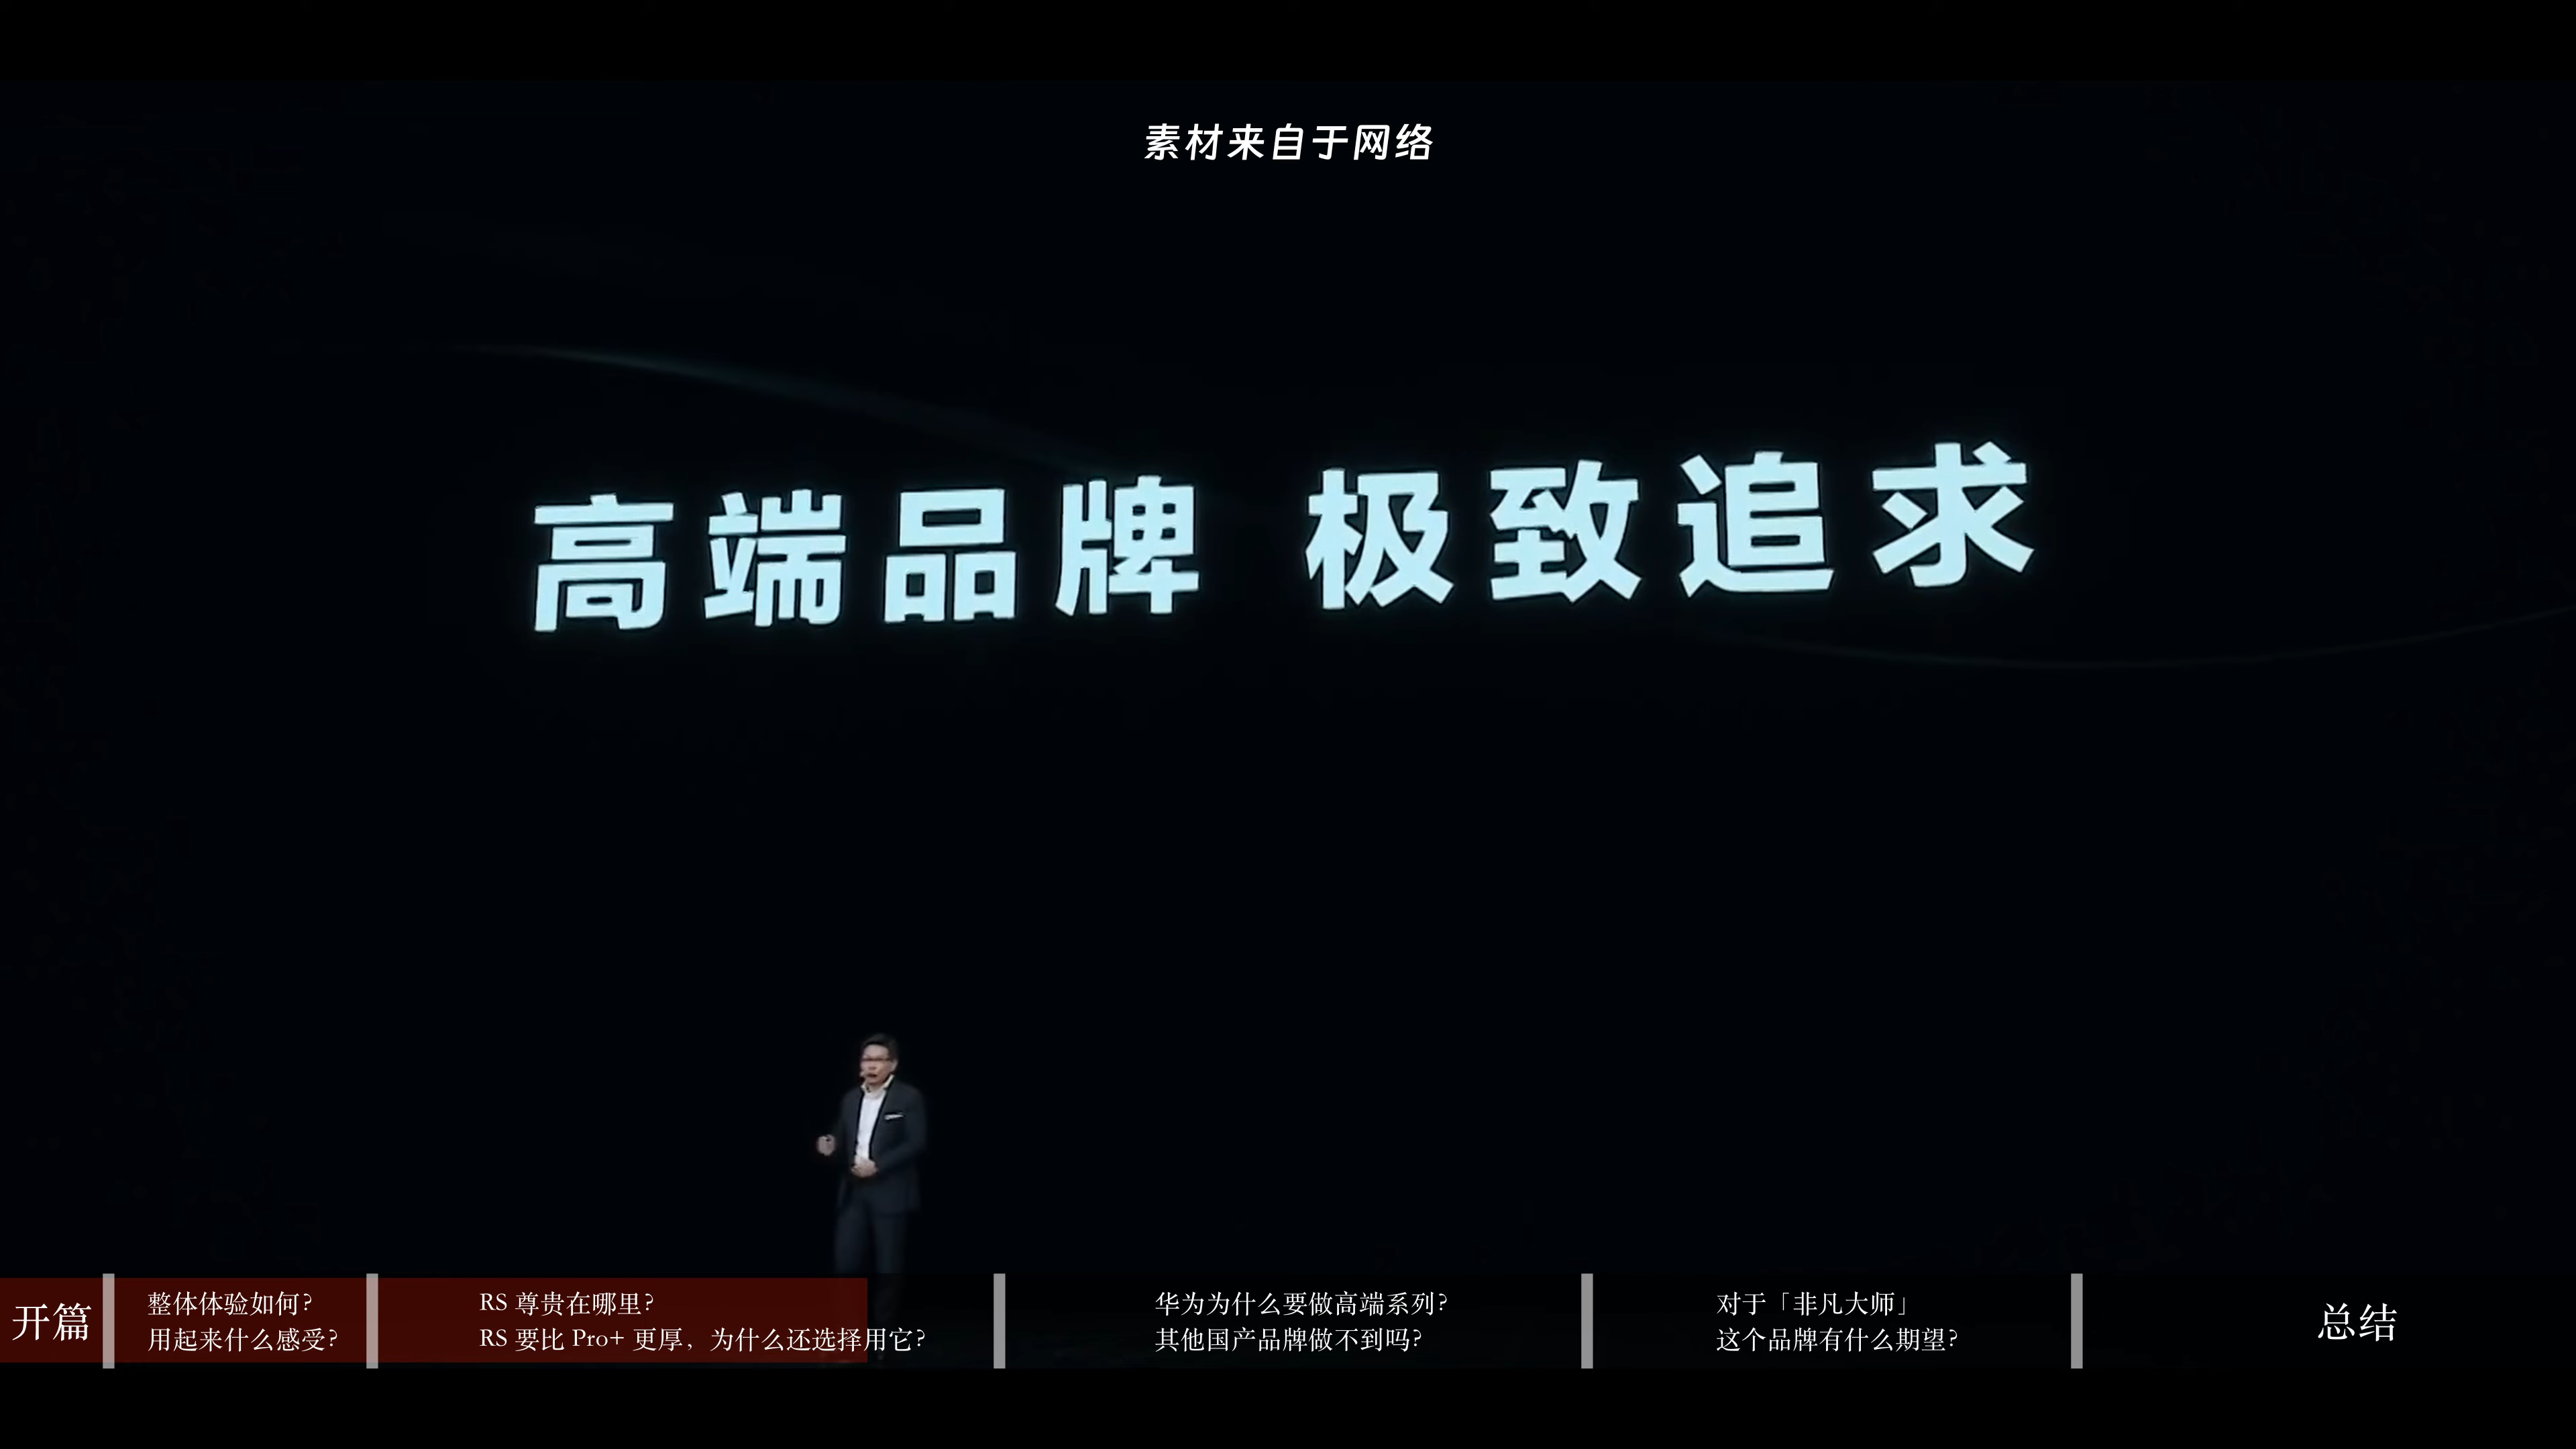 素材来自于网络
高端品牌 极致追求
开篇
整体体验如何?
用起来什么感受?
RS 尊贵在哪里?
RS 要比 Pro+ 更厚，为什么还选择用它?
华为为什么要做高端系列?
其他国产品牌做不到吗?
对于「非凡大师」
这个品牌有什么期望?
总结